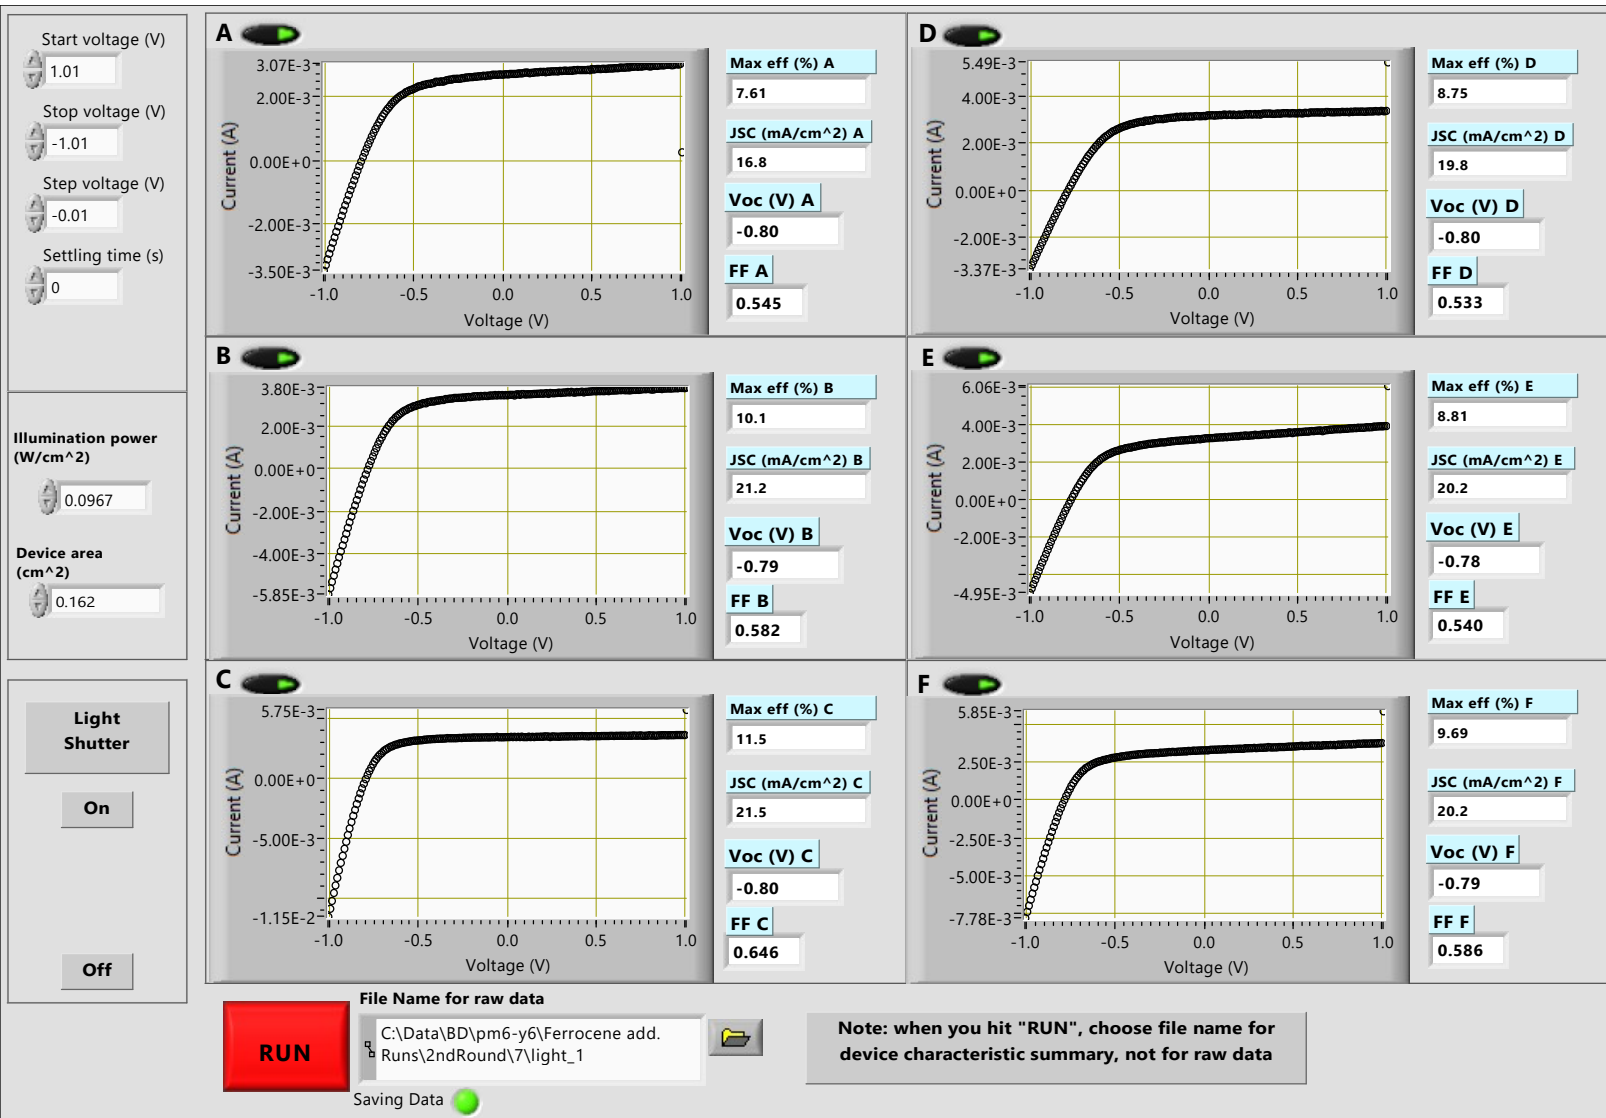 Start voltage (V)
1.01
Stop voltage (V)
-1.01
Step voltage (V)
-0.01
Settling time (s)
0
Illumination power
(W/cm^2)
0.0967
Device area
(cm^2)
0.162
Light
Shutter
On
Off
A
Current (A)
3.07E-3
2.00E-3
0.00E+0
-2.00E-3
-3.50E-3
-1.0 -0.5 0.0 0.5 1.0
Voltage (V)
Max eff (%) A
7.61
JSC (mA/cm^2) A
16.8
Voc (V) A
-0.80
FF A
0.545
B
Current (A)
3.80E-3
2.00E-3
0.00E+0
-2.00E-3
-4.00E-3
-5.85E-3
-1.0 -0.5 0.0 0.5 1.0
Voltage (V)
Max eff (%) B
10.1
JSC (mA/cm^2) B
21.2
Voc (V) B
-0.79
FF B
0.582
C
Current (A)
5.75E-3
0.00E+0
-5.00E-3
-1.15E-2
-1.0 -0.5 0.0 0.5 1.0
Voltage (V)
Max eff (%) C
11.5
JSC (mA/cm^2) C
21.5
Voc (V) C
-0.80
FF C
0.646
D
Current (A)
5.49E-3
4.00E-3
2.00E-3
0.00E+0
-2.00E-3
-3.37E-3
-1.0 -0.5 0.0 0.5 1.0
Voltage (V)
Max eff (%) D
8.75
JSC (mA/cm^2) D
19.8
Voc (V) D
-0.80
FF D
0.533
E
Current (A)
6.06E-3
4.00E-3
2.00E-3
0.00E+0
-2.00E-3
-4.95E-3
-1.0 -0.5 0.0 0.5 1.0
Voltage (V)
Max eff (%) E
8.81
JSC (mA/cm^2) E
20.2
Voc (V) E
-0.78
FF E
0.540
F
Current (A)
5.85E-3
2.50E-3
0.00E+0
-2.50E-3
-5.00E-3
-7.78E-3
-1.0 -0.5 0.0 0.5 1.0
Voltage (V)
Max eff (%) F
9.69
JSC (mA/cm^2) F
20.2
Voc (V) F
-0.79
FF F
0.586
RUN
File Name for raw data
C:\Data\BD\pm6-y6\Ferrocene add.
Runs\2ndRound\7\light_1
Saving Data
Note: when you hit "RUN", choose file name for
device characteristic summary, not for raw data